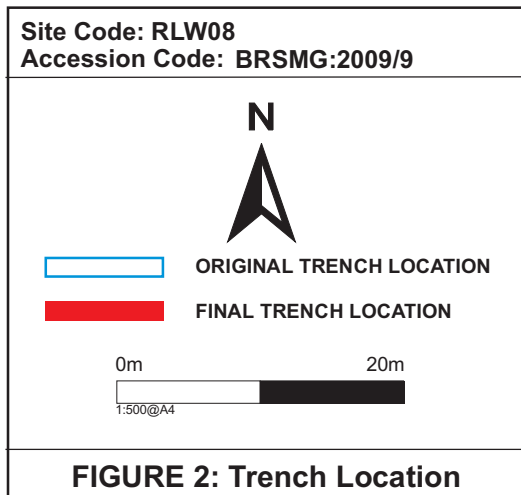 Site Code: RLW08
Accession Code: BRSMG:2009/9
N
ORIGINAL TRENCH LOCATION
FINAL TRENCH LOCATION
0m 20m
1:500@A4
FIGURE 2: Trench Location